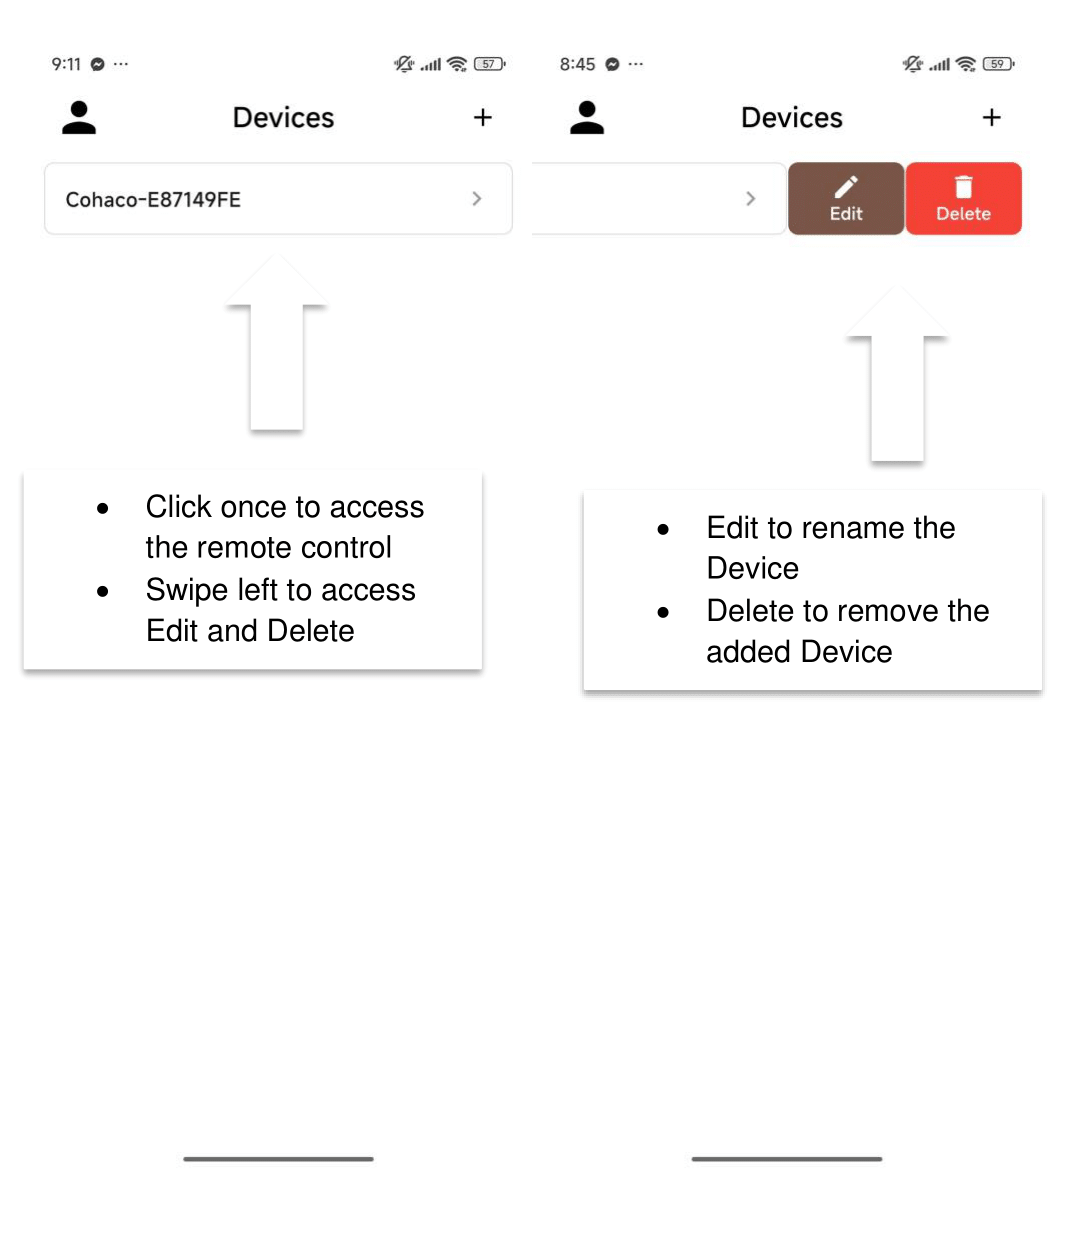 9:11 ...
57
Devices
+
Cohaco-E87149FE
• Click once to access
the remote control
• Swipe left to access
Edit and Delete
8:45 ...
59
Devices
+
Edit
Delete
• Edit to rename the
Device
• Delete to remove the
added Device